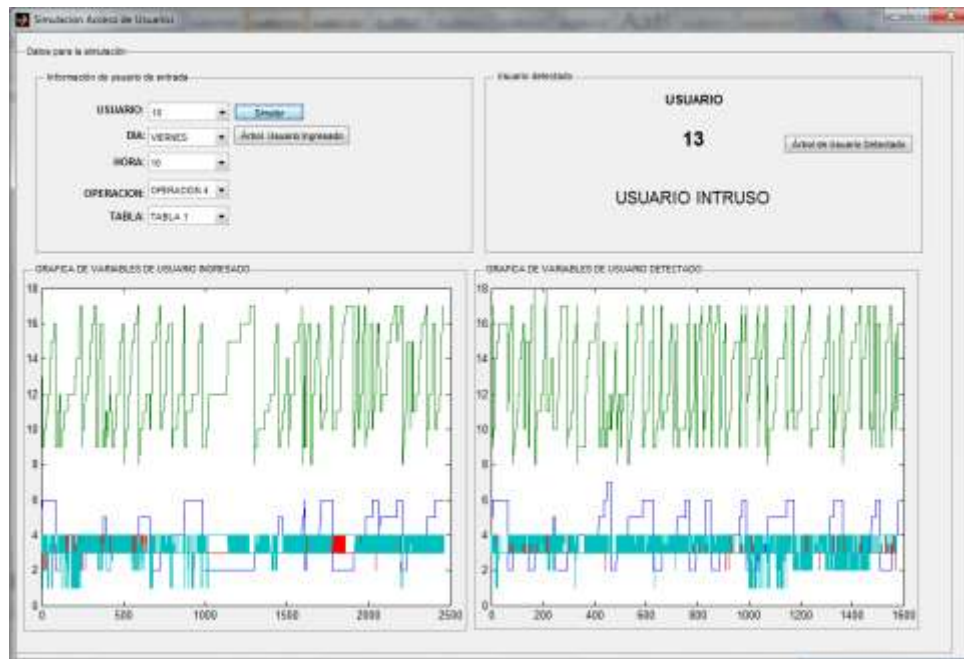 Simulacion Acceso de Usuarios
Datos para la simulación
Información de usuario de entrada
USUARIO: 10
Simular
DIA: VIERNES
Árbol Usuario Ingresado
HORA: 16
OPERACION: OPERACION 4
TABLA: TABLA 1
Usuario detectado
USUARIO
13
Árbol de Usuario Detectado
USUARIO INTRUSO
GRAFICA DE VARIABLES DE USUARIO INGRESADO
18
16
14
12
10
8
6
4
2
0
0 500 1000 1500 2000 2500
GRAFICA DE VARIABLES DE USUARIO DETECTADO
18
16
14
12
10
8
6
4
2
0
0 200 400 600 800 1000 1200 1400 1600